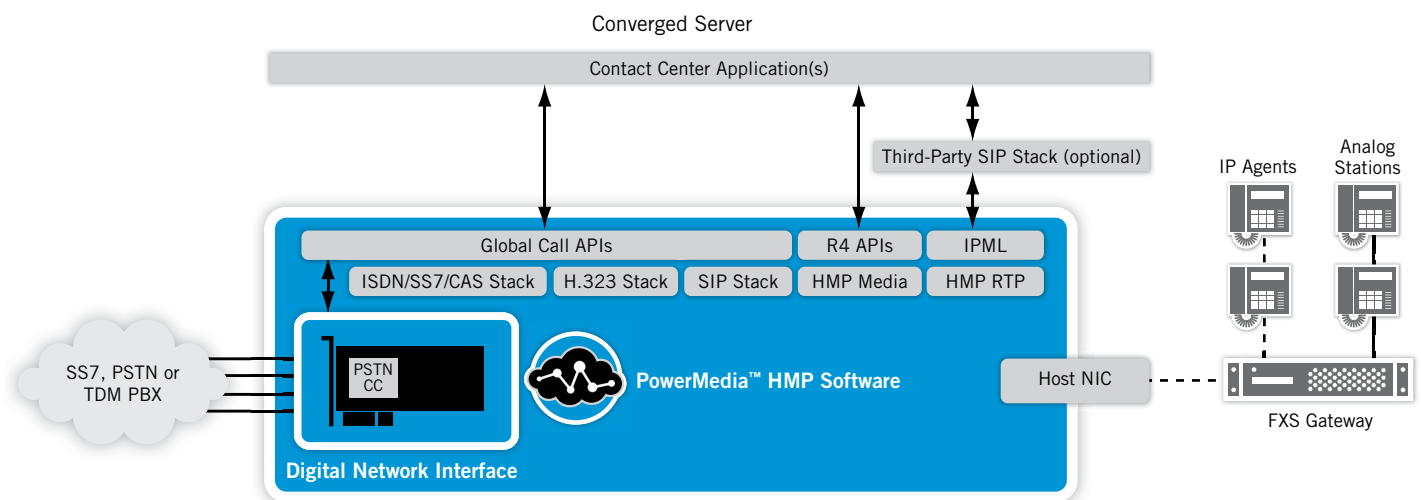 Converged Server
Contact Center Application(s)
Third-Party SIP Stack (optional)
IP Agents
Analog
Stations
Global Call APIs
R4 APIs
IPML
ISDN/SS7/CAS Stack
H.323 Stack
SIP Stack
HMP Media
HMP RTP
SS7, PSTN or
TDM PBX
PSTN
CC
PowerMedia™ HMP Software
Host NIC
FXS Gateway
Digital Network Interface